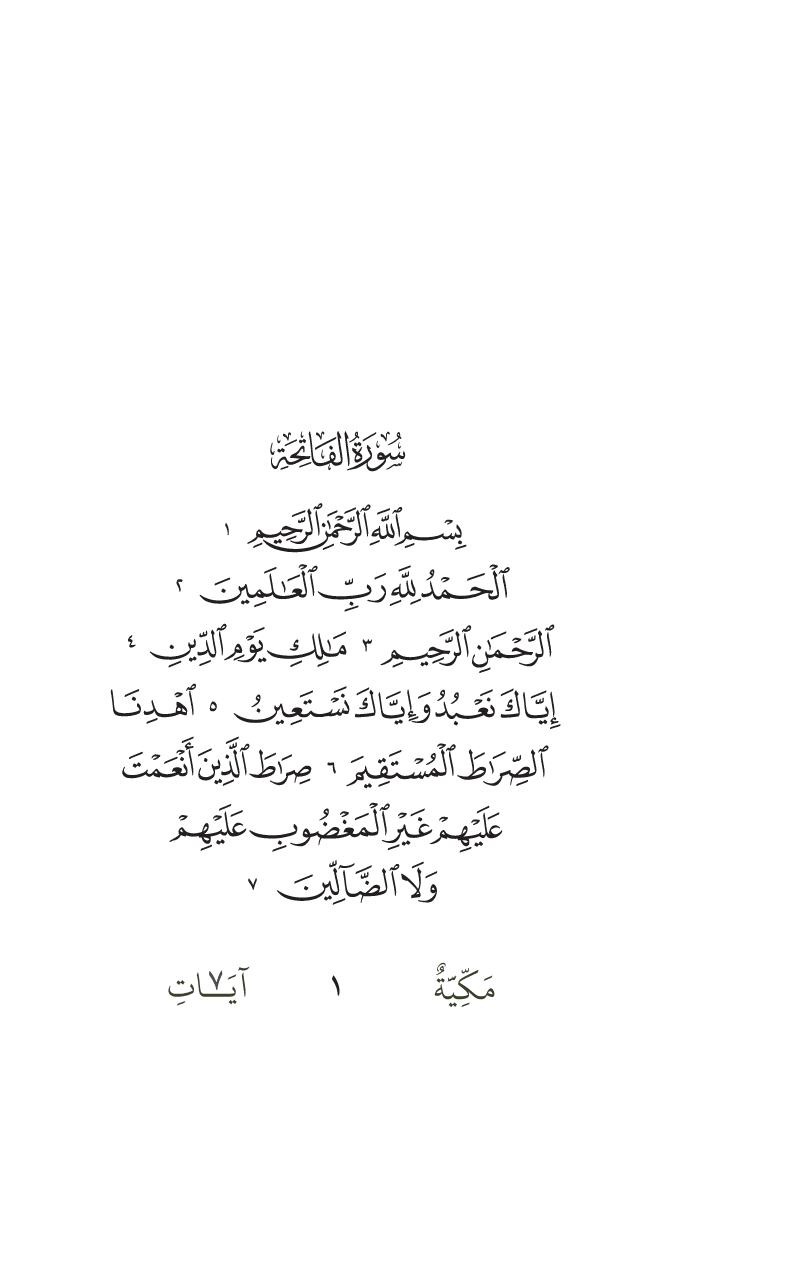 سُورَةُ الفَاتِحَةِ
بِسْمِ ٱللَّهِ ٱلرَّحْمَٰنِ ٱلرَّحِيمِ ١
ٱلْحَمْدُ لِلَّهِ رَبِّ ٱلْعَٰلَمِينَ ٢
ٱلرَّحْمَٰنِ ٱلرَّحِيمِ ٣ مَٰلِكِ يَوْمِ ٱلدِّينِ ٤
إِيَّاكَ نَعْبُدُ وَإِيَّاكَ نَسْتَعِينُ ٥ ٱهْدِنَا
ٱلصِّرَٰطَ ٱلْمُسْتَقِيمَ ٦ صِرَٰطَ ٱلَّذِينَ أَنْعَمْتَ
عَلَيْهِمْ غَيْرِ ٱلْمَغْضُوبِ عَلَيْهِمْ
وَلَا ٱلضَّآلِّينَ ٧
مَكِّيَّةٌ ١ آيَاتِ ٧